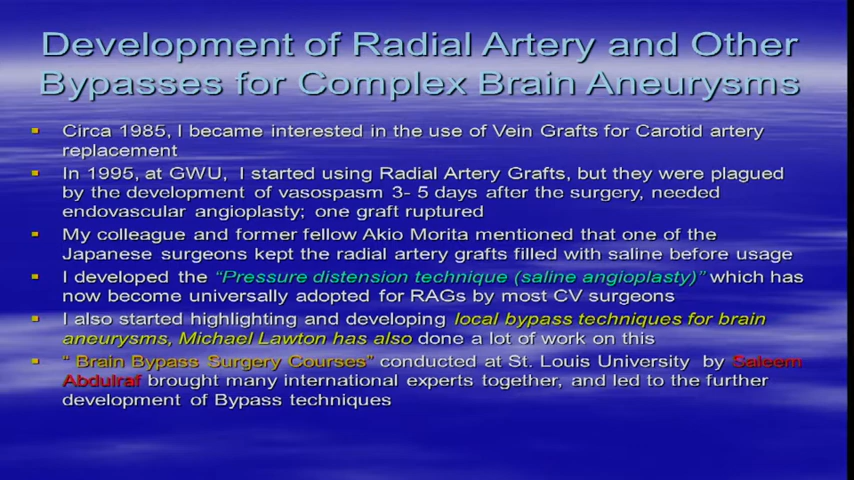 Development of Radial Artery and Other
Bypasses for Complex Brain Aneurysms
Circa 1985, I became interested in the use of Vein Grafts for Carotid artery
replacement
In 1995, at GWU, I started using Radial Artery Grafts, but they were plagued
by the development of vasospasm 3- 5 days after the surgery, needed
endovascular angioplasty; one graft ruptured
My colleague and former fellow Akio Morita mentioned that one of the
Japanese surgeons kept the radial artery grafts filled with saline before usage
I developed the "Pressure distension technique (saline angioplasty)" which has
now become universally adopted for RAGs by most CV surgeons
I also started highlighting and developing local bypass techniques for brain
aneurysms, Michael Lawton has also done a lot of work on this
" Brain Bypass Surgery Courses" conducted at St. Louis University by Saleem
Abdulraf brought many international experts together, and led to the further
development of Bypass techniques